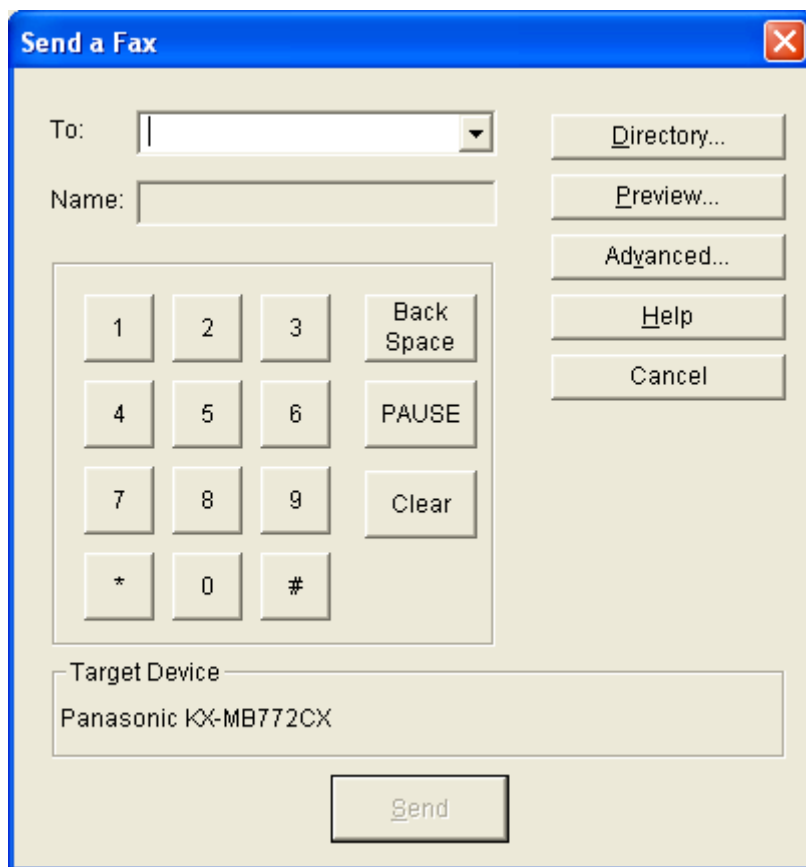 Send a Fax
To:
Directory...
Name:
Preview...
Advanced...
1 2 3 Back Space
Help
Cancel
4 5 6 PAUSE
7 8 9 Clear
* 0 #
Target Device
Panasonic KX-MB772CX
Send